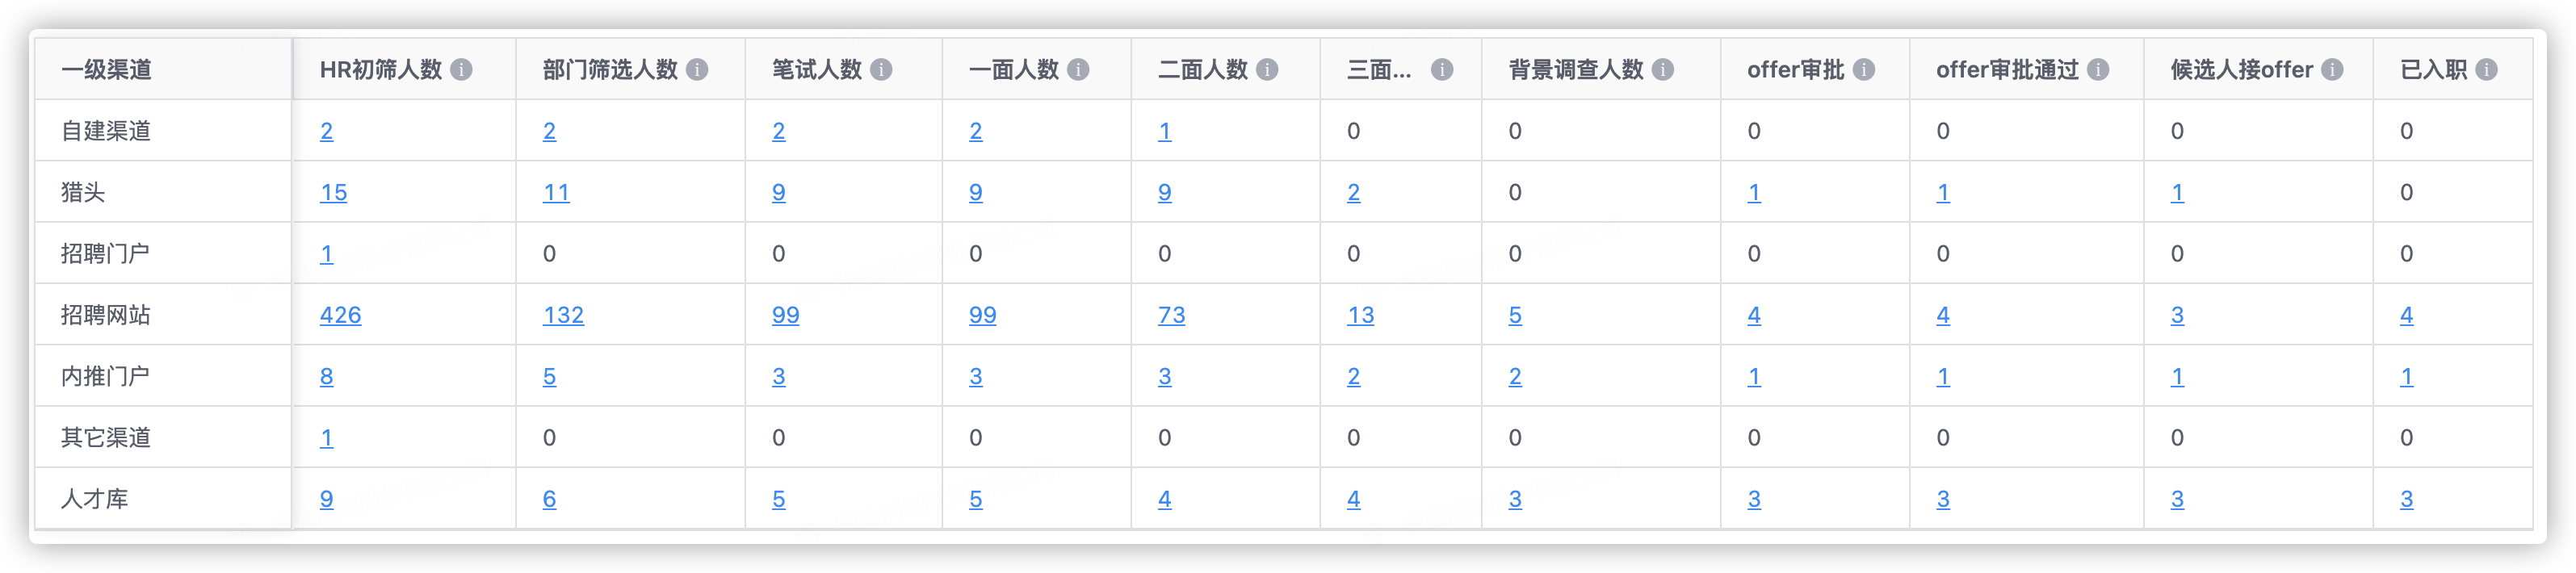 一级渠道 HR初筛人数 部门筛选人数 笔试人数 一面人数 二面人数 三面... 背景调查人数 offer审批 offer审批通过 候选人接offer 已入职
自建渠道 2 2 2 2 1 0 0 0 0 0 0
猎头 15 11 9 9 9 2 0 1 1 1 0
招聘门户 1 0 0 0 0 0 0 0 0 0 0
招聘网站 426 132 99 99 73 13 5 4 4 3 4
内推门户 8 5 3 3 3 2 2 1 1 1 1
其它渠道 1 0 0 0 0 0 0 0 0 0 0
人才库 9 6 5 5 4 4 3 3 3 3 3